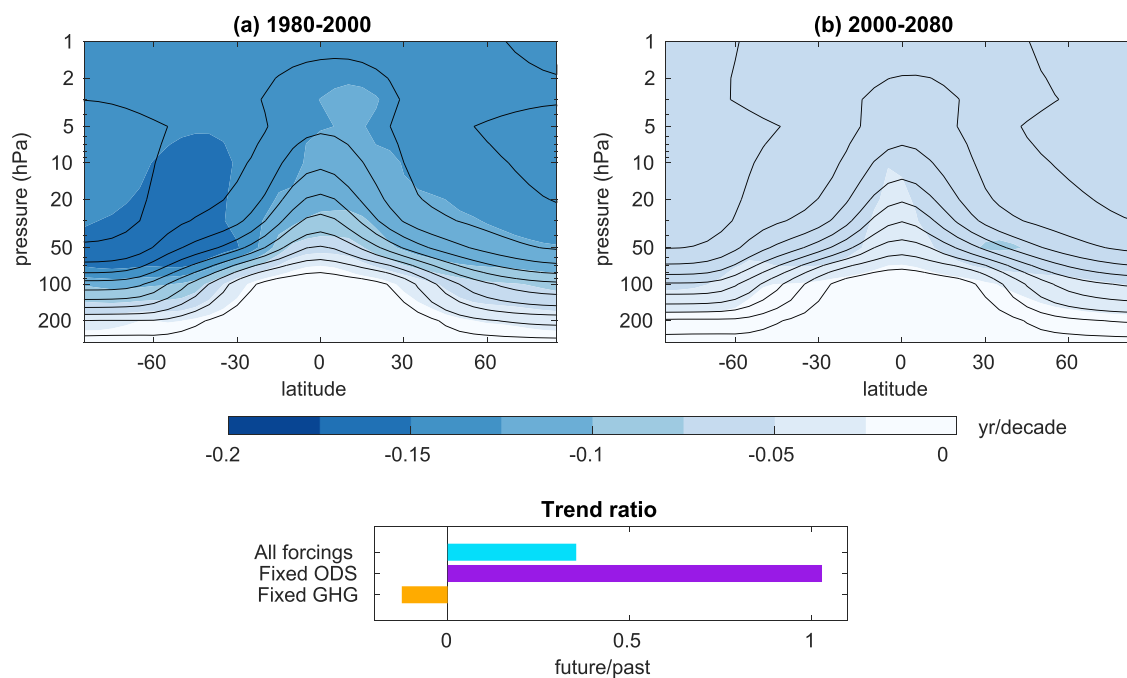 (a) 1980-2000
(b) 2000-2080
1
2
5
10
20
50
100
200
pressure (hPa)
-60
-30
0
30
60
latitude
1
2
5
10
20
50
100
200
pressure (hPa)
-60
-30
0
30
60
latitude
-0.2
-0.15
-0.1
-0.05
0
yr/decade
Trend ratio
All forcings
Fixed ODS
Fixed GHG
0
0.5
1
future/past